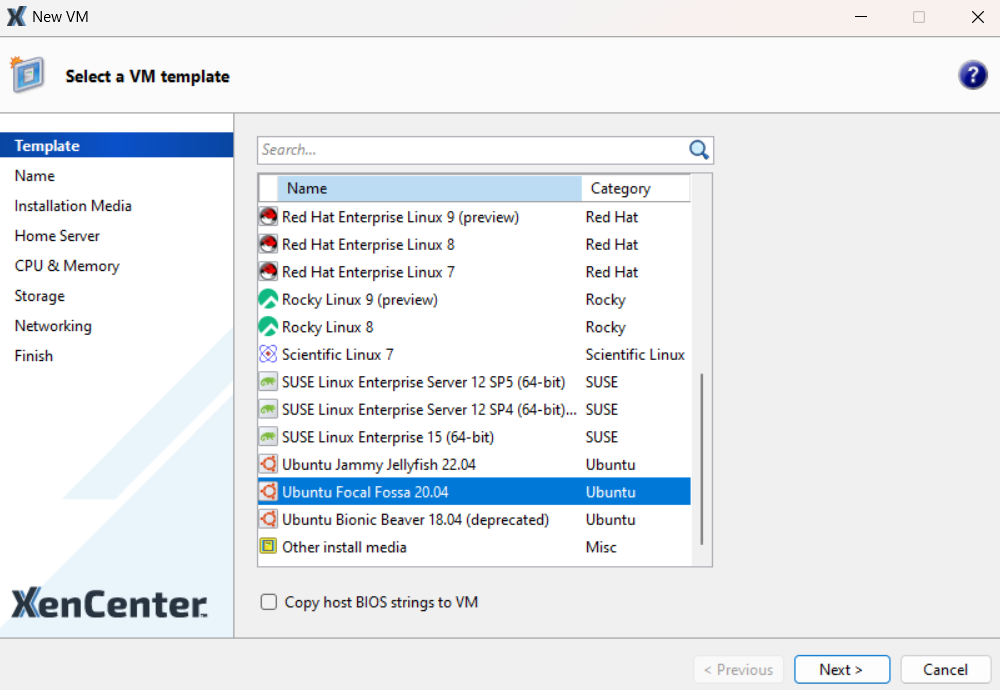 New VM
Select a VM template
?
Template
Name
Installation Media
Home Server
CPU & Memory
Storage
Networking
Finish
XenCenter™
Search...
Name Category
Red Hat Enterprise Linux 9 (preview) Red Hat
Red Hat Enterprise Linux 8 Red Hat
Red Hat Enterprise Linux 7 Red Hat
Rocky Linux 9 (preview) Rocky
Rocky Linux 8 Rocky
Scientific Linux 7 Scientific Linux
SUSE Linux Enterprise Server 12 SP5 (64-bit) SUSE
SUSE Linux Enterprise Server 12 SP4 (64-bit)... SUSE
SUSE Linux Enterprise 15 (64-bit) SUSE
Ubuntu Jammy Jellyfish 22.04 Ubuntu
Ubuntu Focal Fossa 20.04 Ubuntu
Ubuntu Bionic Beaver 18.04 (deprecated) Ubuntu
Other install media Misc
Copy host BIOS strings to VM
< Previous Next > Cancel